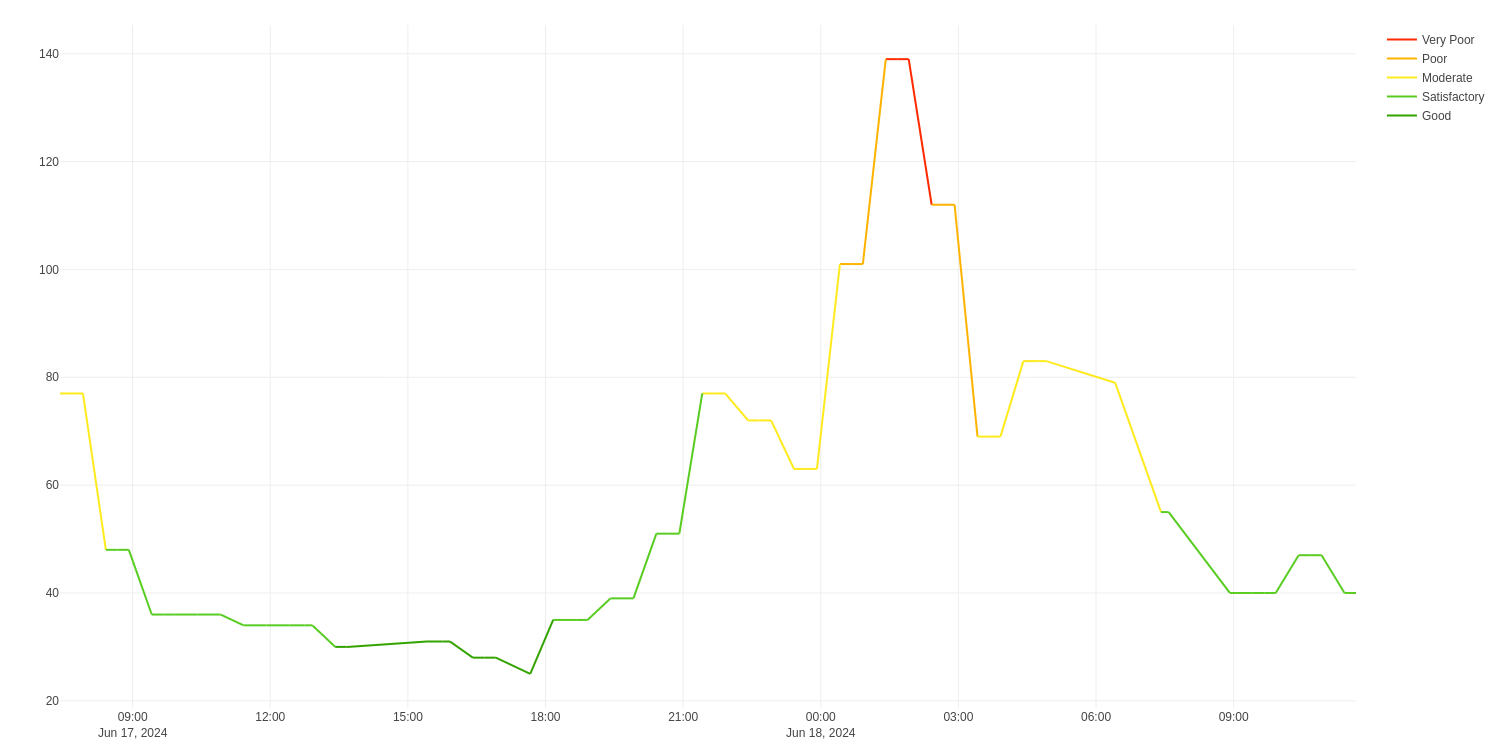 140
120
100
80
60
40
20
09:00
Jun 17, 2024
12:00
15:00
18:00
21:00
00:00
Jun 18, 2024
03:00
06:00
09:00
Very Poor
Poor
Moderate
Satisfactory
Good